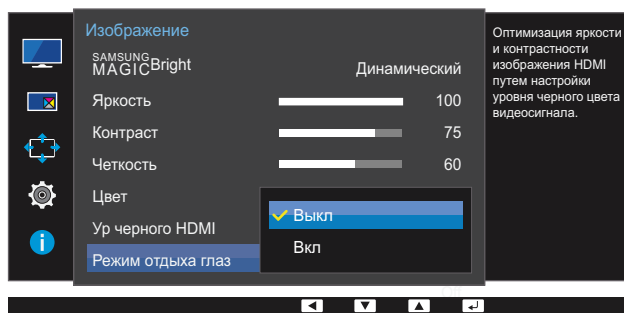 Изображение
SAMSUNG
MAGICBright Динамический
Яркость 100
Контраст 75
Четкость 60
Цвет
Ур черного HDMI
Режим отдыха глаз
Выкл
Вкл
Off
Оптимизация яркости
и контрастности
изображения HDMI
путем настройки
уровня черного цвета
видеосигнала.